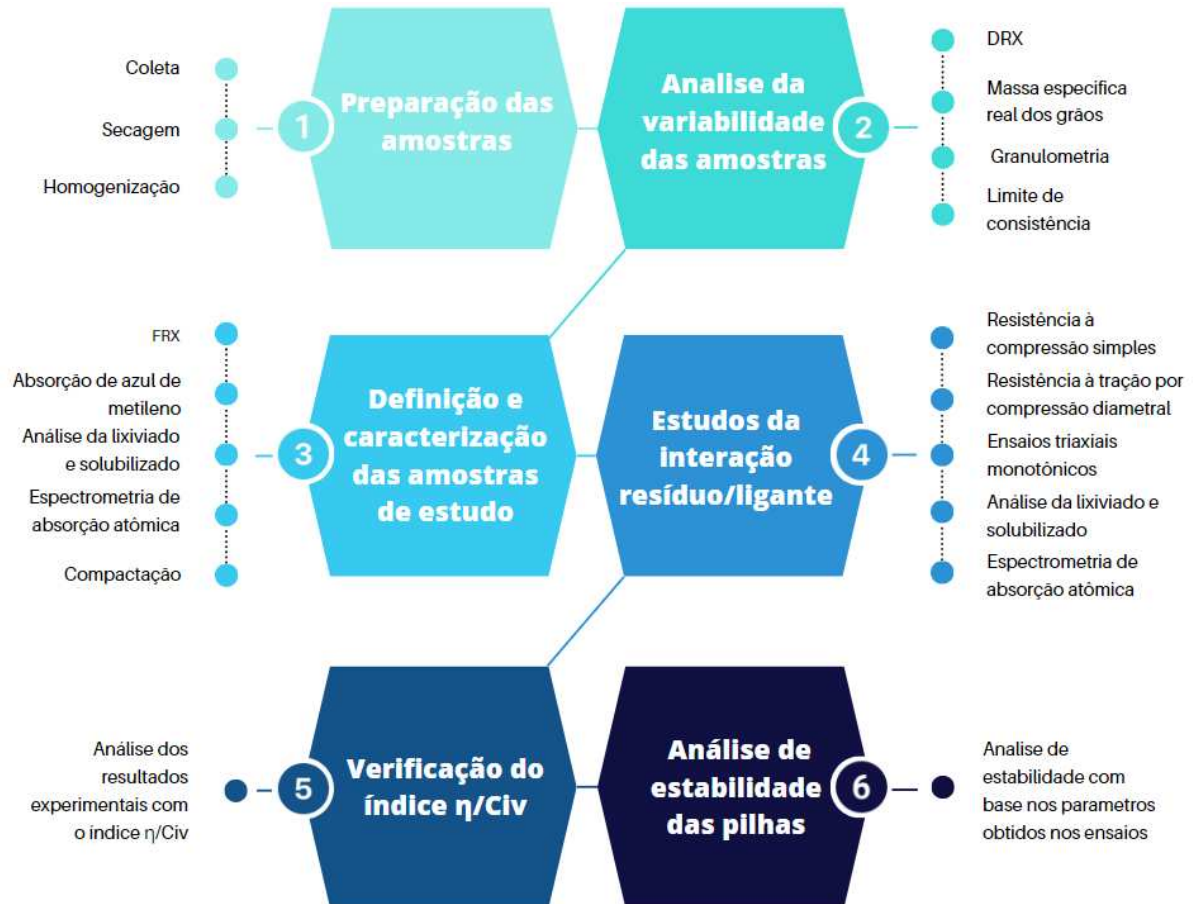 Coleta
Secagem
Homogenização
1
Preparação das
amostras
Analise da
variabilidade
das amostras
2
DRX
Massa especifica
real dos grãos
Granulometria
Limite de
consistência
FRX
Absorção de azul de
metileno
Análise da lixiviado
e solubilizado
Espectrometria de
absorção atômica
Compactação
3
Definição e
caracterização
das amostras
de estudo
Estudos da
interação
resíduo/ligante
4
Resistência à
compressão simples
Resistência à tração por
compressão diametral
Ensaios triaxiais
monotônicos
Análise da lixiviado e
solubilizado
Espectrometria de
absorção atômica
Análise dos
resultados
experimentais com
o indice η/Civ
5
Verificação do
índice η/Civ
Análise de
estabilidade
das pilhas
6
Analise de
estabilidade com
base nos parametros
obtidos nos ensaios